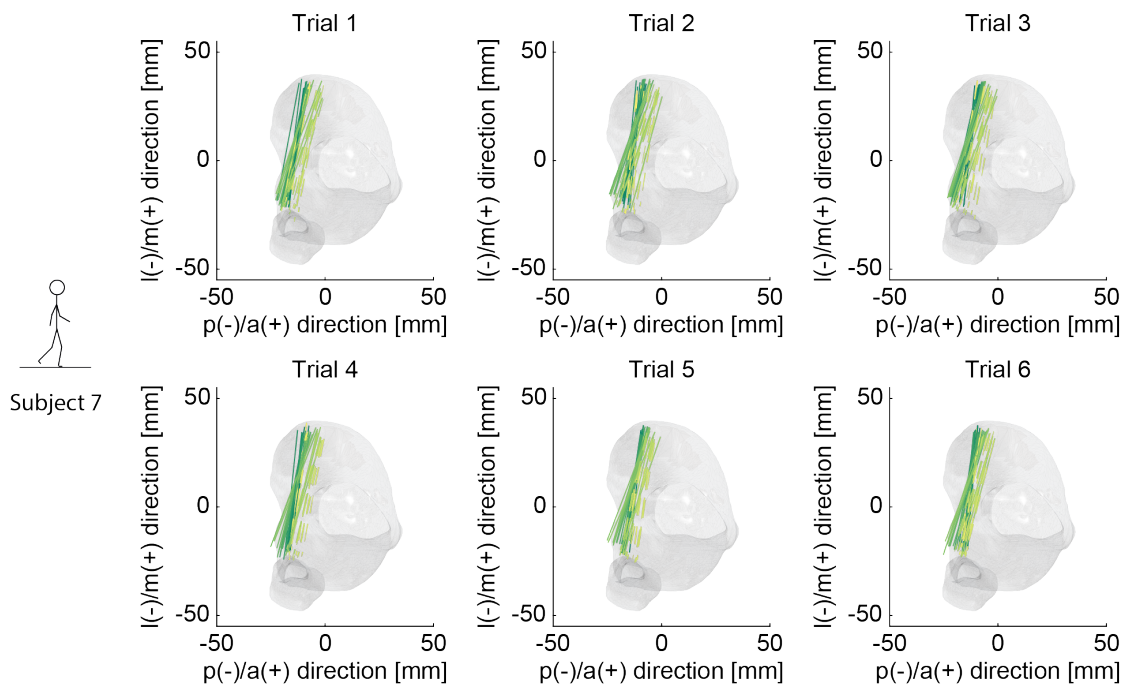 Trial 1
Trial 2
Trial 3
l(-)/m(+) direction [mm]
50
0
-50
-50
0
50
p(-)/a(+) direction [mm]
l(-)/m(+) direction [mm]
50
0
-50
-50
0
50
p(-)/a(+) direction [mm]
l(-)/m(+) direction [mm]
50
0
-50
-50
0
50
p(-)/a(+) direction [mm]
Subject 7
Trial 4
Trial 5
Trial 6
l(-)/m(+) direction [mm]
50
0
-50
-50
0
50
p(-)/a(+) direction [mm]
l(-)/m(+) direction [mm]
50
0
-50
-50
0
50
p(-)/a(+) direction [mm]
l(-)/m(+) direction [mm]
50
0
-50
-50
0
50
p(-)/a(+) direction [mm]